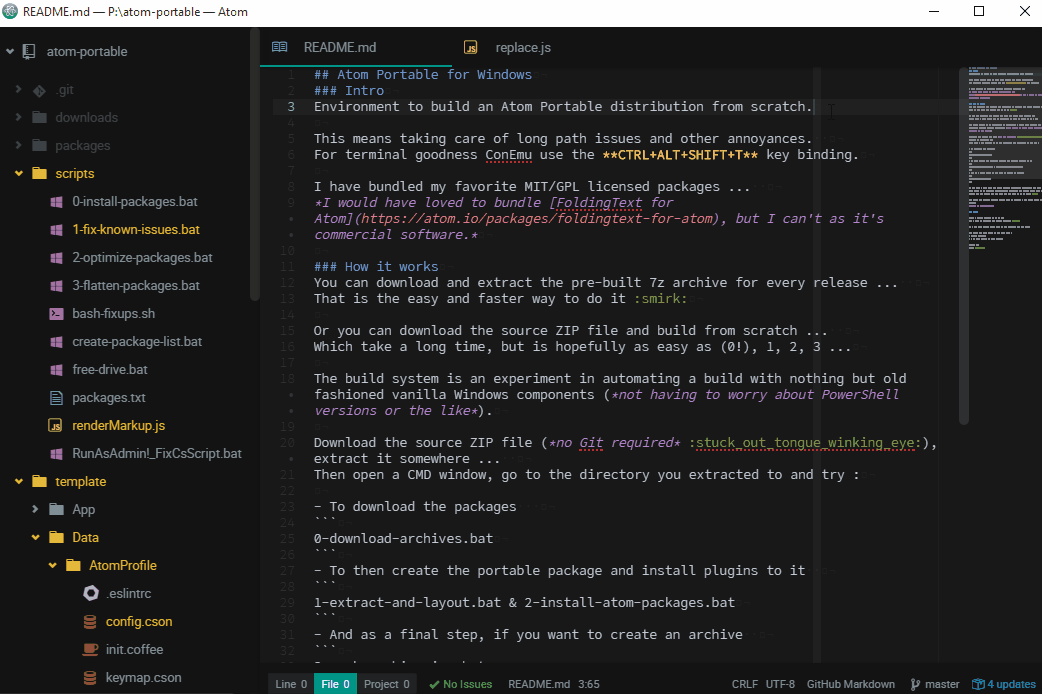 README.md — P:\atom-portable — Atom
atom-portable
.git
downloads
packages
scripts
0-install-packages.bat
1-fix-known-issues.bat
2-optimize-packages.bat
3-flatten-packages.bat
bash-fixups.sh
create-package-list.bat
free-drive.bat
packages.txt
renderMarkup.js
RunAsAdmin!_FixCsScript.bat
template
App
Data
AtomProfile
.eslintrc
config.cson
init.coffee
keymap.cson
README.md
JS replace.js
1 ## Atom Portable for Windows
2 ### Intro
3 Environment to build an Atom Portable distribution from scratch.
4
5 This means taking care of long path issues and other annoyances.
6 For terminal goodness ConEmu use the **CTRL+ALT+SHIFT+T** key binding.
7
8 I have bundled my favorite MIT/GPL licensed packages ...
9 *I would have loved to bundle [FoldingText for
• Atom](https://atom.io/packages/foldingtext-for-atom), but I can't as it's
• commercial software.*
10
11 ### How it works
12 You can download and extract the pre-built 7z archive for every release ...
13 That is the easy and faster way to do it :smirk:
14
15 Or you can download the source ZIP file and build from scratch ...
16 Which take a long time, but is hopefully as easy as (0!), 1, 2, 3 ...
17
18 The build system is an experiment in automating a build with nothing but old
• fashioned vanilla Windows components (*not having to worry about PowerShell
• versions or the like*).
19
20 Download the source ZIP file (*no Git required* :stuck_out_tongue_winking_eye:),
• extract it somewhere ...
21 Then open a CMD window, go to the directory you extracted to and try :
22
23 - To download the packages
24 ```
25 0-download-archives.bat
26 ```
27 - To then create the portable package and install plugins to it
28 ```
29 1-extract-and-layout.bat & 2-install-atom-packages.bat
30 ```
31 - And as a final step, if you want to create an archive
32 ```
Line 0 File 0 Project 0 No Issues README.md 3:65 CRLF UTF-8 GitHub Markdown master 4 updates